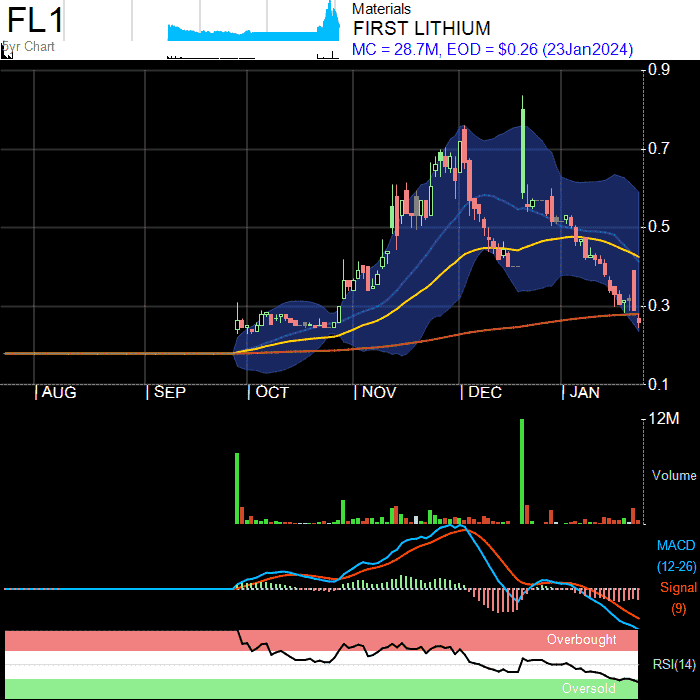 FL1
5yr Chart
Materials
FIRST LITHIUM
MC = 28.7M, EOD = $0.26 (23Jan2024)
0.9
0.7
0.5
0.3
0.1
AUG SEP OCT NOV DEC JAN
12M
Volume
MACD
(12-26)
Signal
(9)
Overbought
RSI(14)
Oversold